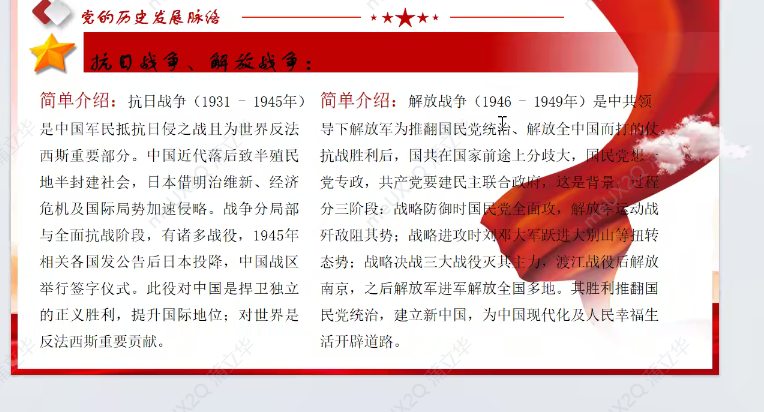 党的历史发展脉络
抗日战争、解放战争：
简单介绍：抗日战争（1931 - 1945年）
是中国军民抵抗日侵之战且为世界反法
西斯重要部分。中国近代落后致半殖民
地半封建社会，日本借明治维新、经济
危机及国际局势加速侵略。战争分局部
与全面抗战阶段，有诸多战役，1945年
相关各国发公告后日本投降，中国战区
举行签字仪式。此役对中国是捍卫独立
的正义胜利，提升国际地位；对世界是
反法西斯重要贡献。
简单介绍：解放战争（1946 - 1949年）是中共领
导下解放军为推翻国民党统治、解放全中国而打的仗。
抗战胜利后，国共在国家前途上分歧大，国民党想一
党专政，共产党要建民主联合政府，这是背景。过程
分三阶段：战略防御时国民党全面攻，解放军运动战
歼敌阻其势；战略进攻时刘邓大军跃进大别山等扭转
态势；战略决战三大战役灭其主力，渡江战役后解放
南京，之后解放军进军解放全国多地。其胜利推翻国
民党统治，建立新中国，为中国现代化及人民幸福生
活开辟道路。